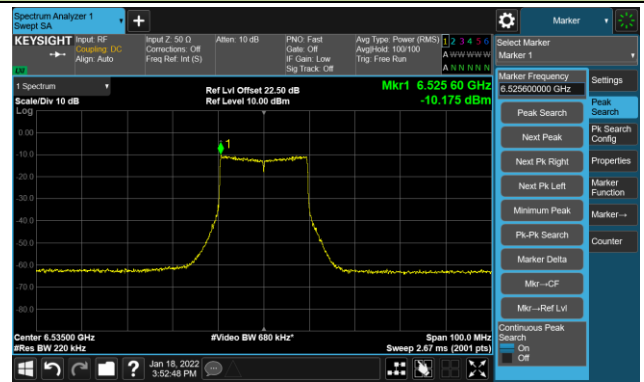 Spectrum Analyzer 1
Swept SA
+
Marker
KEYSIGHT
Input: RF
Coupling: DC
Align: Auto
Input Z: 50 Ω
Corrections: Off
Freq Ref: Int (S)
Atten: 10 dB
PNO: Fast
Gate: Off
IF Gain: Low
Sig Track: Off
Avg Type: Power (RMS)
Avg|Hold: 100/100
Trig: Free Run
1 2 3 4 5 6
A W W W W W
A N N N N N
LW
Select Marker
Marker 1
1 Spectrum
Scale/Div 10 dB
Log
Ref Lvl Offset 22.50 dB
Ref Level 10.00 dBm
Mkr1 6.525 60 GHz
-10.175 dBm
Marker Frequency
6.525600000 GHz
Peak Search
Next Peak
Next Pk Right
Next Pk Left
Minimum Peak
Pk-Pk Search
Marker Delta
Mkr→CF
Mkr→Ref Lvl
Continuous Peak
Search
On
Off
Settings
Peak
Search
Pk Search
Config
Properties
Marker
Function
Marker→
Counter
1
0.00
-10.0
-20.0
-30.0
-40.0
-50.0
-60.0
-70.0
-80.0
Center 6.53500 GHz
#Res BW 220 kHz
#Video BW 680 kHz*
Span 100.0 MHz
Sweep 2.67 ms (2001 pts)
?
Jan 18, 2022
3:52:48 PM